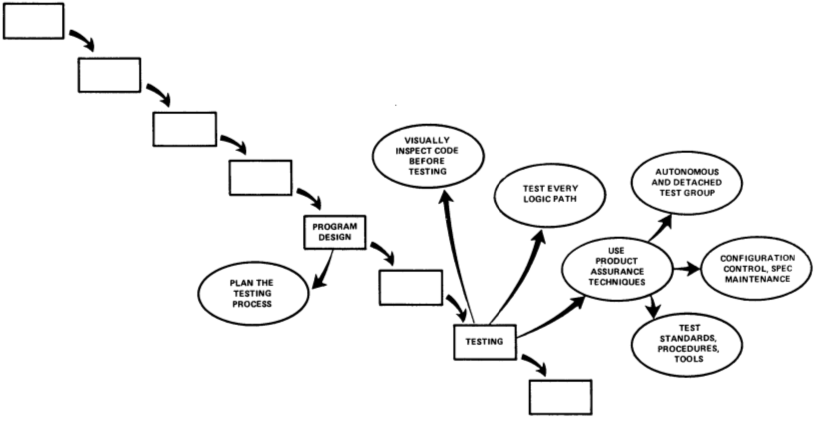 VISUALLY
INSPECT CODE
BEFORE
TESTING
TEST EVERY
LOGIC PATH
AUTONOMOUS
AND DETACHED
TEST GROUP
PROGRAM
DESIGN
USE
PRODUCT
ASSURANCE
TECHNIQUES
CONFIGURATION
CONTROL, SPEC
MAINTENANCE
PLAN THE
TESTING
PROCESS
TESTING
TEST
STANDARDS,
PROCEDURES,
TOOLS